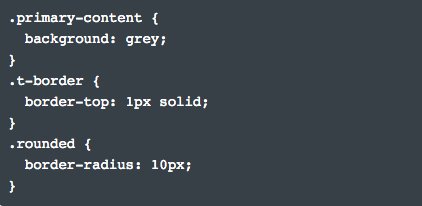 .primary-content {
  background: grey;
}
.t-border {
  border-top: 1px solid;
}
.rounded {
  border-radius: 10px;
}